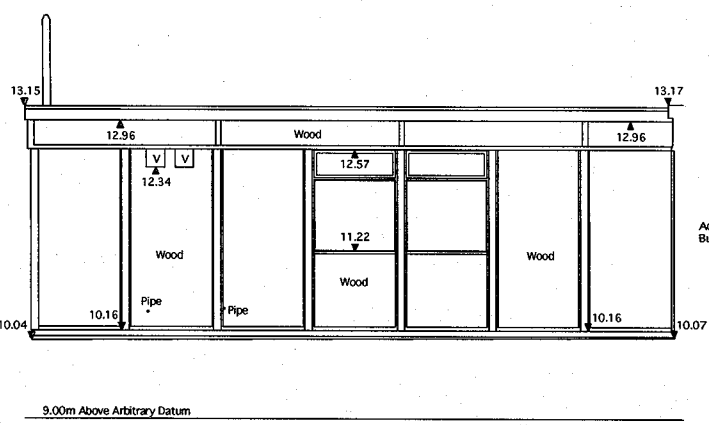 13.15
13.17
12.96
Wood
12.96
V
V
12.57
12.34
11.22
Wood
Wood
Wood
Pipe
Pipe
10.04
10.16
10.16
10.07
9.00m Above Arbitrary Datum